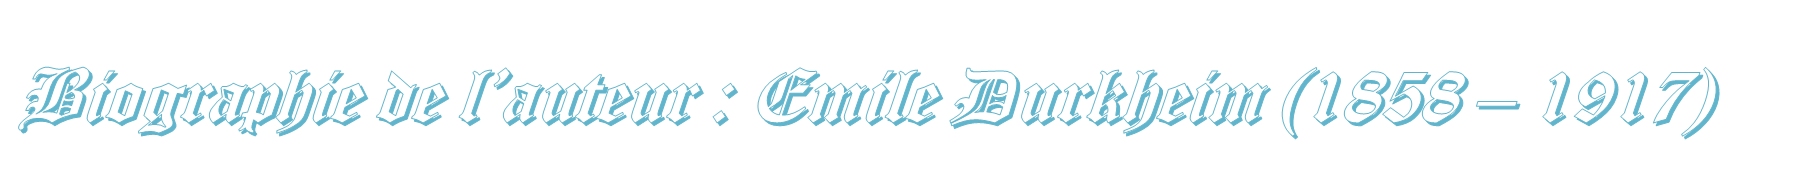 Biographie de l'auteur : Emile Durkheim (1858 – 1917)